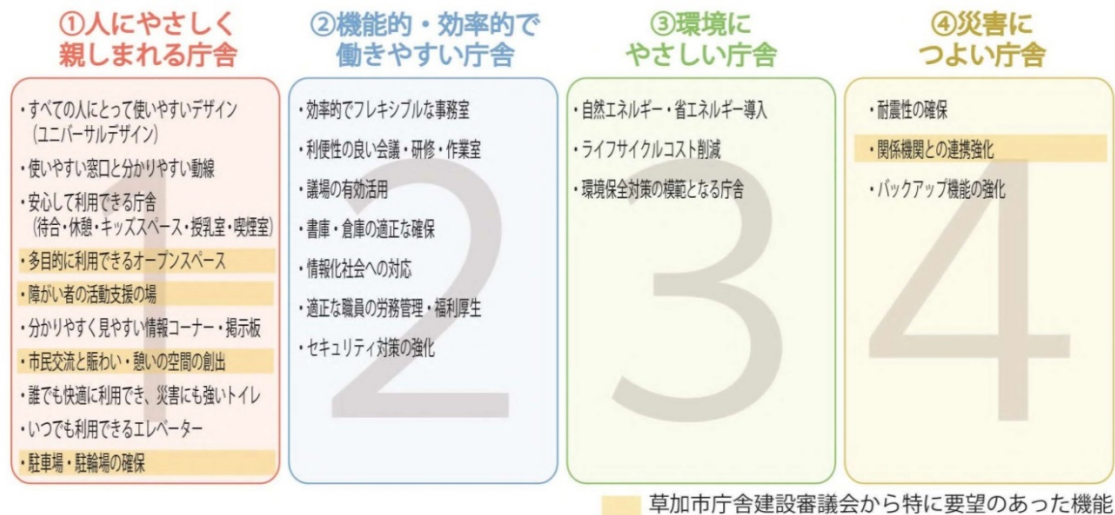 ①人にやさしく
親しまれる庁舎
・すべての人にとって使いやすいデザイン
（ユニバーサルデザイン）
・使いやすい窓口と分かりやすい動線
・安心して利用できる庁舎
（待合・休憩・キッズスペース・授乳室・喫煙室）
・多目的に利用できるオープンスペース
・障がい者の活動支援の場
・分かりやすく見やすい情報コーナー・掲示板
・市民交流と賑わい・憩いの空間の創出
・誰でも快適に利用でき、災害にも強いトイレ
・いつでも利用できるエレベーター
・駐車場・駐輪場の確保
1
②機能的・効率的で
働きやすい庁舎
・効率的でフレキシブルな事務室
・利便性の良い会議・研修・作業室
・議場の有効活用
・書庫・倉庫の適正な確保
・情報化社会への対応
・適正な職員の労務管理・福利厚生
・セキュリティ対策の強化
2
③環境に
やさしい庁舎
・自然エネルギー・省エネルギー導入
・ライフサイクルコスト削減
・環境保全対策の模範となる庁舎
3
④災害に
つよい庁舎
・耐震性の確保
・関係機関との連携強化
・バックアップ機能の強化
4
草加市庁舎建設審議会から特に要望のあった機能